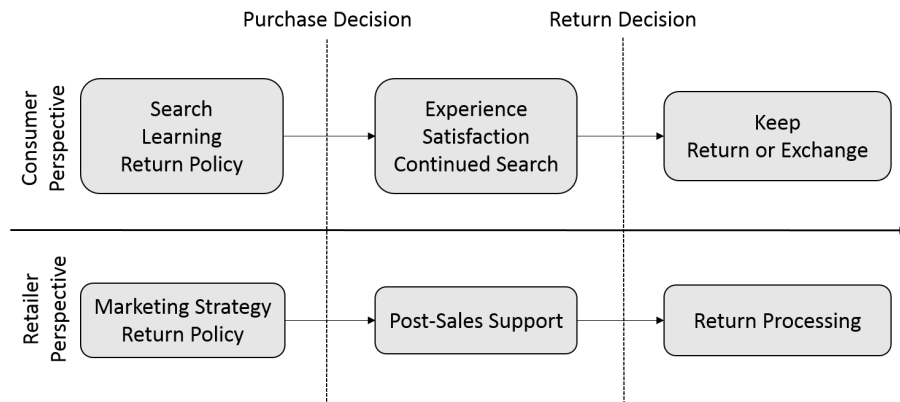 Purchase Decision
Return Decision
Consumer
Perspective
Search
Learning
Return Policy
Experience
Satisfaction
Continued Search
Keep
Return or Exchange
Retailer
Perspective
Marketing Strategy
Return Policy
Post-Sales Support
Return Processing